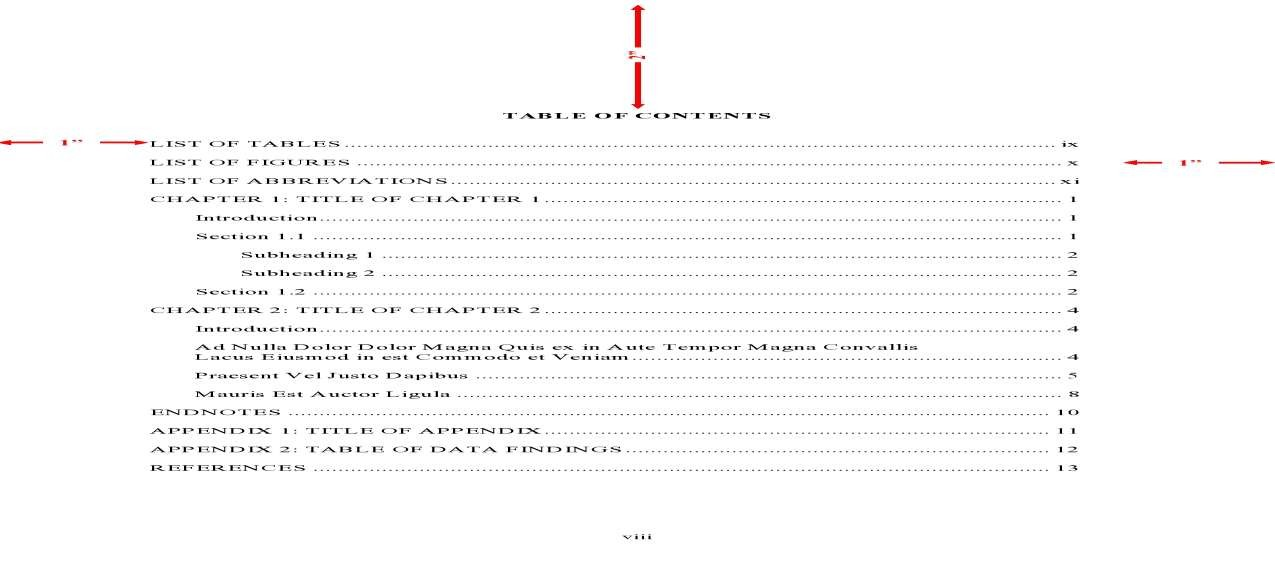 2"
TABLE OF CONTENTS
1"
LIST OF TABLES ........ ix
LIST OF FIGURES ........ x
1"
LIST OF ABBREVIATIONS ........ xi
CHAPTER 1: TITLE OF CHAPTER 1 ........ 1
Introduction ........ 1
Section 1.1 ........ 1
Subheading 1 ........ 2
Subheading 2 ........ 2
Section 1.2 ........ 2
CHAPTER 2: TITLE OF CHAPTER 2 ........ 4
Introduction ........ 4
Ad Nulla Dolor Dolor Magna Quis ex in Aute Tempor Magna Convallis
Lacus Eiusmod in est Commodo et Veniam ........ 4
Praesent Vel Justo Dapibus ........ 5
Mauris Est Auctor Ligula ........ 8
ENDNOTES ........ 10
APPENDIX 1: TITLE OF APPENDIX ........ 11
APPENDIX 2: TABLE OF DATA FINDINGS ........ 12
REFERENCES ........ 13
viii